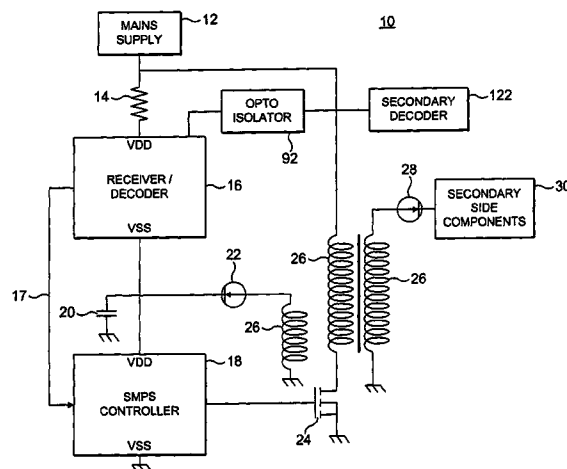 MAINS
SUPPLY
12
10
14
OPTO
ISOLATOR
92
SECONDARY
DECODER
122
VDD
RECEIVER /
DECODER
VSS
16
28
SECONDARY
SIDE
COMPONENTS
30
17
20
22
26
26
26
VDD
SMPS
CONTROLLER
VSS
18
24